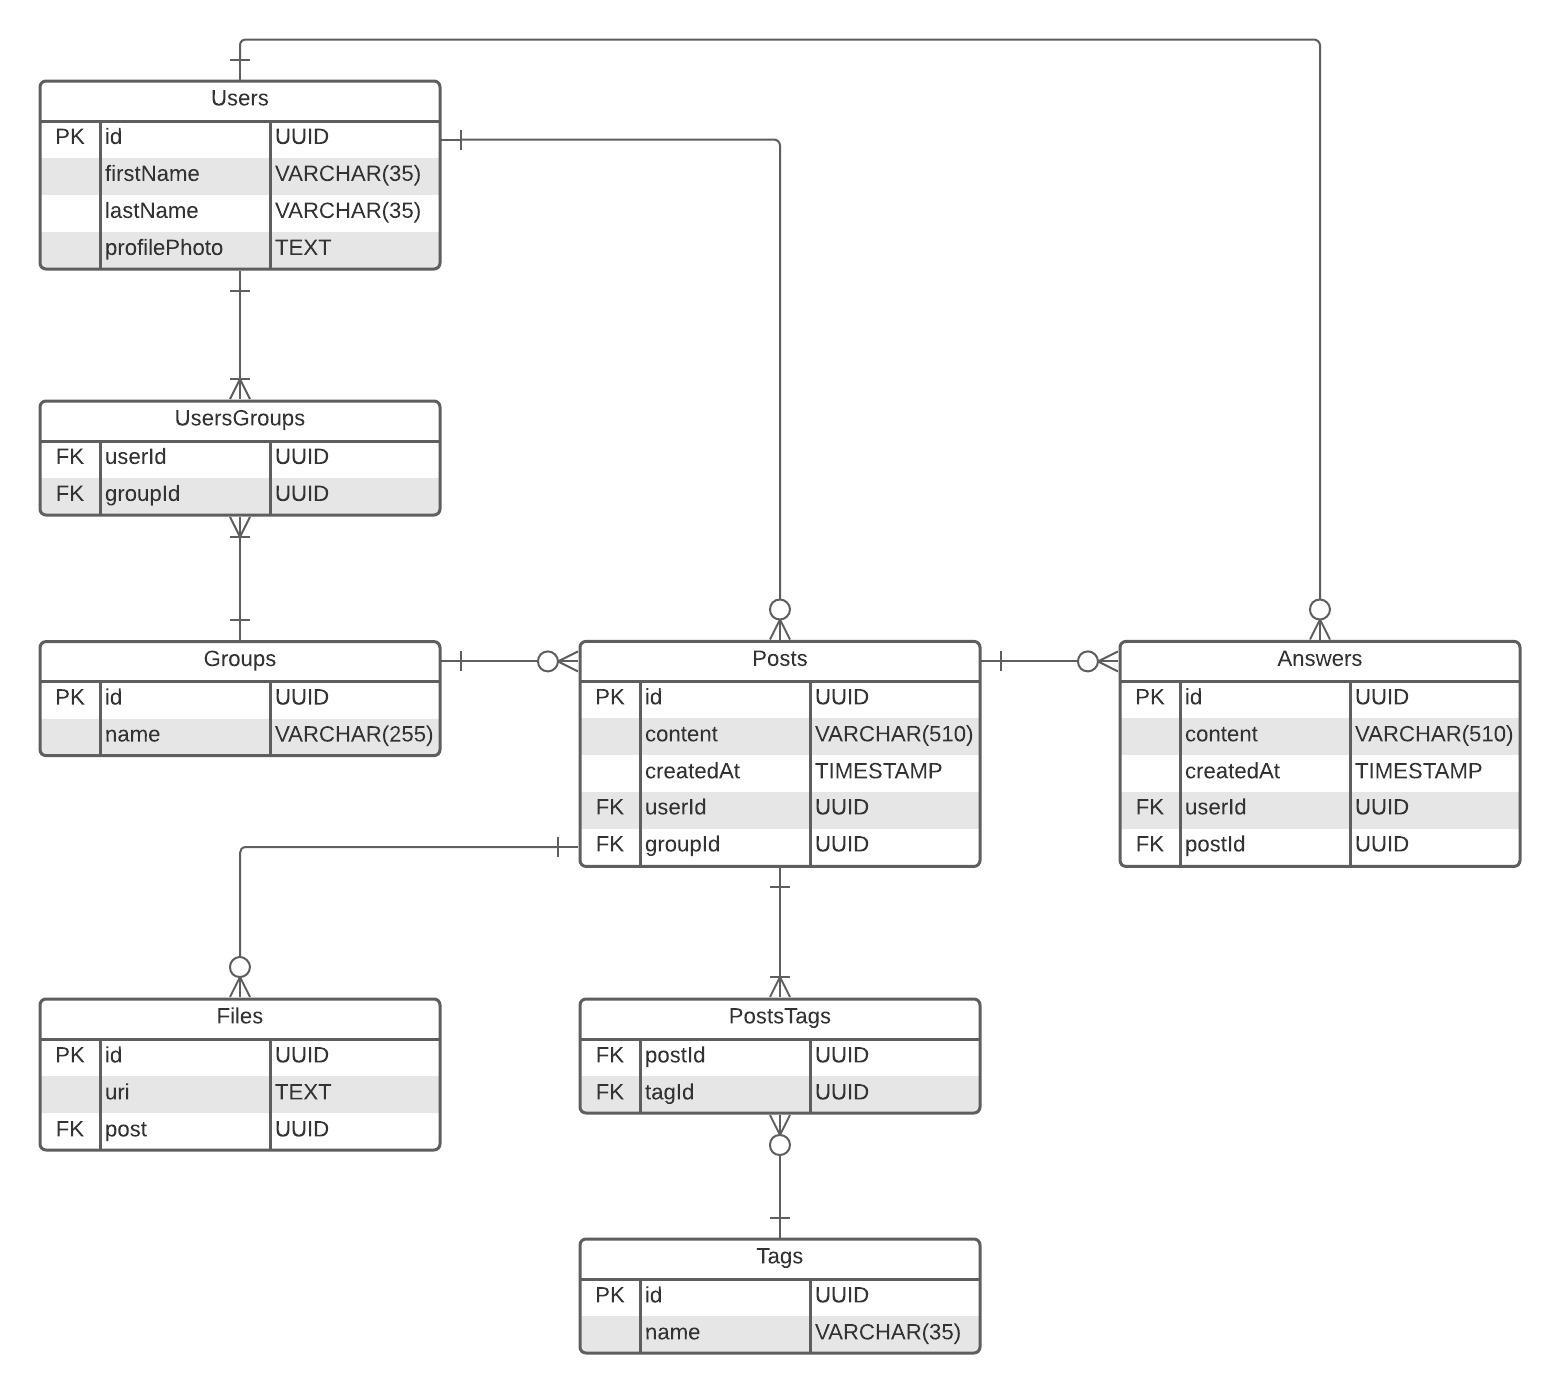 Users
PK id UUID
firstName VARCHAR(35)
lastName VARCHAR(35)
profilePhoto TEXT
UsersGroups
FK userId UUID
FK groupId UUID
Groups
PK id UUID
name VARCHAR(255)
Posts
PK id UUID
content VARCHAR(510)
createdAt TIMESTAMP
FK userId UUID
FK groupId UUID
Answers
PK id UUID
content VARCHAR(510)
createdAt TIMESTAMP
FK userId UUID
FK postId UUID
Files
PK id UUID
uri TEXT
FK post UUID
PostsTags
FK postId UUID
FK tagId UUID
Tags
PK id UUID
name VARCHAR(35)